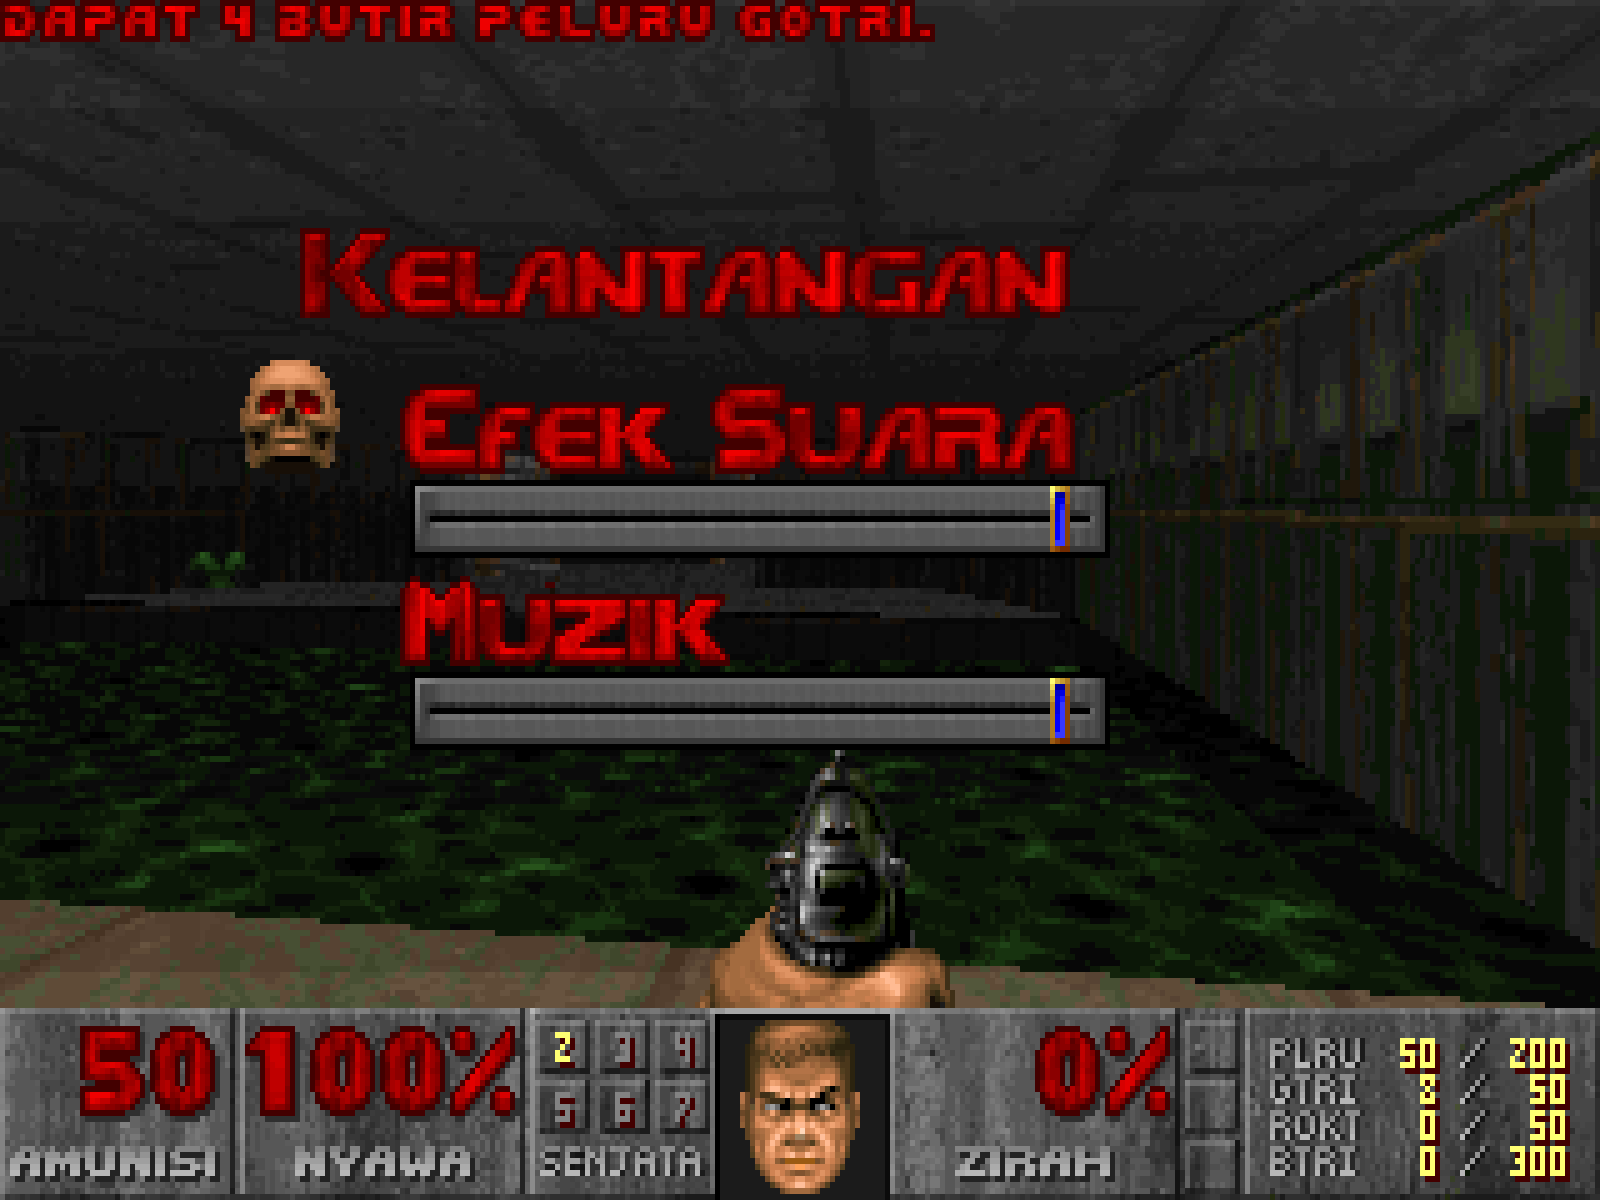 DAPAT 4 BUTIR PELURU GOTRI.
KELANTANGAN
EFEK SUARA
MUZIK
50 100% 2 3 4 0% PLRU 50 / 200
GTRI 8 / 50
5 6 7 ROKT 0 / 50
AMUNISI NYAWA SENJATA ZIRAH BTRI 0 / 300